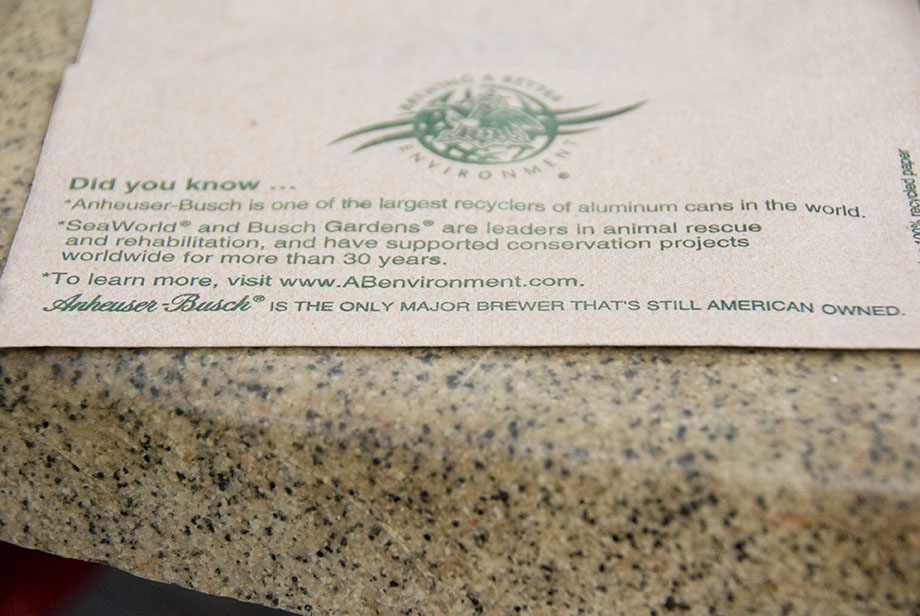 BREWING A BETTER
ENVIRONMENT®
Did you know ...
*Anheuser-Busch is one of the largest recyclers of aluminum cans in the world.
*SeaWorld® and Busch Gardens® are leaders in animal rescue
and rehabilitation, and have supported conservation projects
worldwide for more than 30 years.
*To learn more, visit www.ABenvironment.com.
Anheuser-Busch® IS THE ONLY MAJOR BREWER THAT'S STILL AMERICAN OWNED.
100% recycled paper